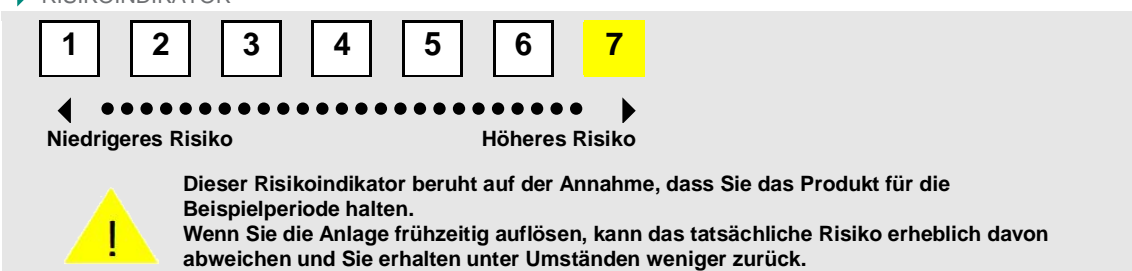 RISIKOINDIKATOR
1 2 3 4 5 6 7
Niedrigeres Risiko Höheres Risiko
Dieser Risikoindikator beruht auf der Annahme, dass Sie das Produkt für die
Beispielperiode halten.
Wenn Sie die Anlage frühzeitig auflösen, kann das tatsächliche Risiko erheblich davon
abweichen und Sie erhalten unter Umständen weniger zurück.
!